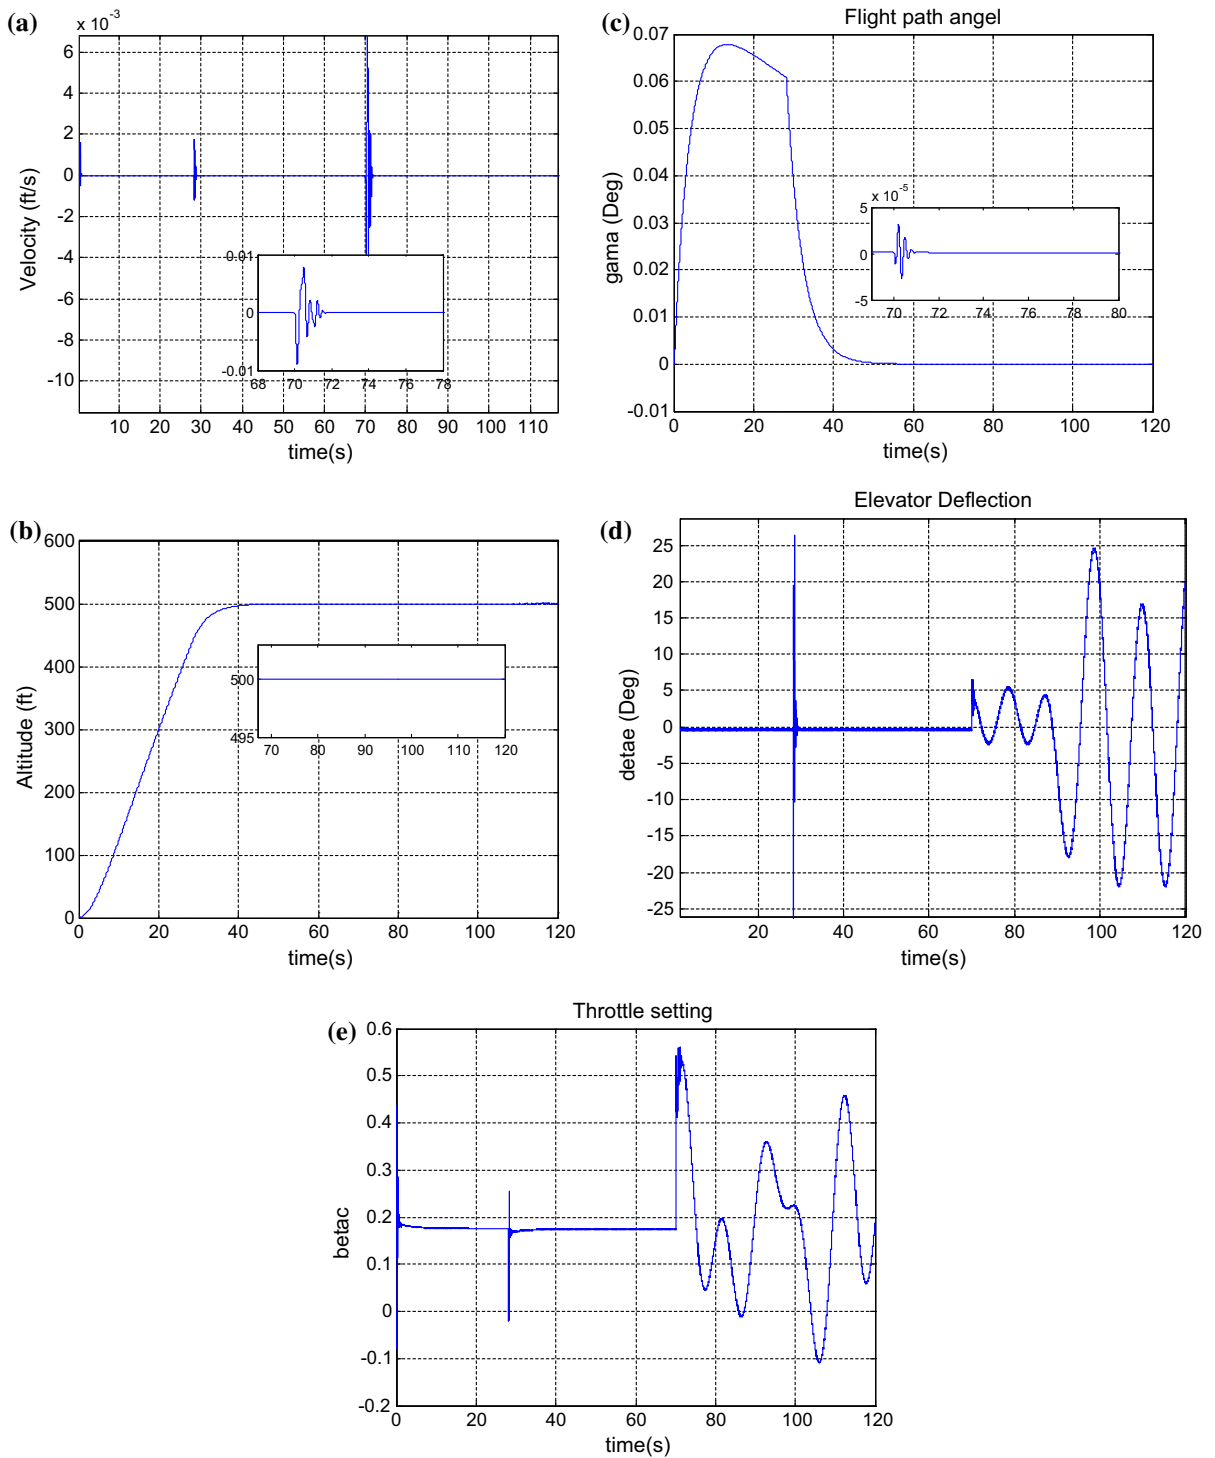 (a)
x 10-3
6
4
2
0
-2
-4
-6
-8
-10
Velocity (ft/s)
10 20 30 40 50 60 70 80 90 100 110
time(s)
0.01
0
-0.01
68 70 72 74 76 78
(c)
Flight path angel
0.07
0.06
0.05
0.04
0.03
0.02
0.01
0
-0.01
gama (Deg)
0 20 40 60 80 100 120
time(s)
x 10-5
5
0
-5
70 72 74 76 78 80
(b)
600
500
400
300
200
100
0
Altitude (ft)
0 20 40 60 80 100 120
time(s)
500
495
70 80 90 100 110 120
(d)
Elevator Deflection
25
20
15
10
5
0
-5
-10
-15
-20
-25
detae (Deg)
20 40 60 80 100 120
time(s)
(e)
Throttle setting
0.6
0.5
0.4
0.3
0.2
0.1
0
-0.1
-0.2
betac
0 20 40 60 80 100 120
time(s)